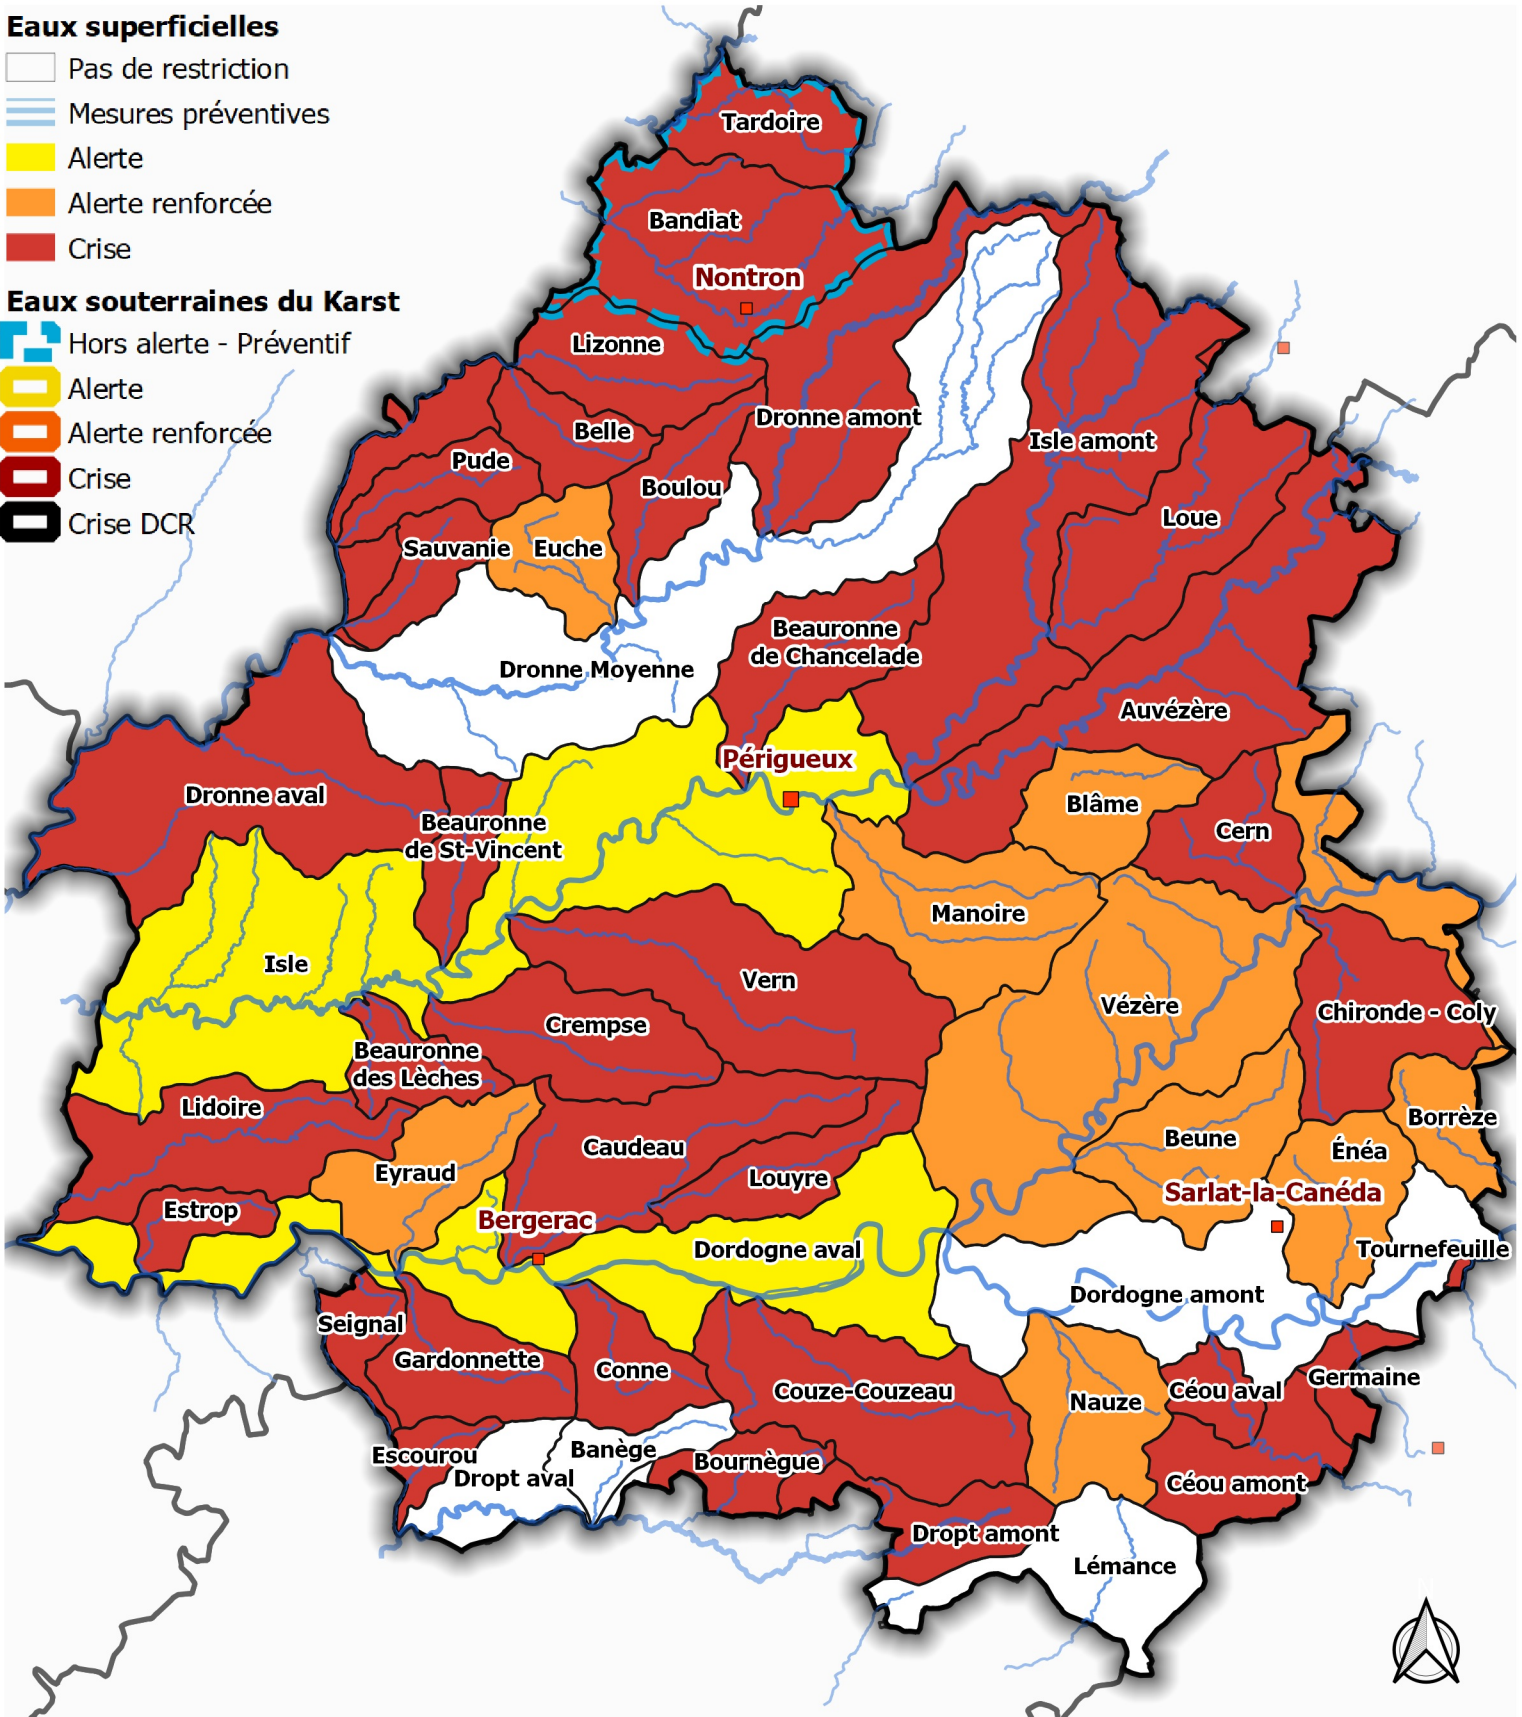 Eaux superficielles
Pas de restriction
Mesures préventives
Alerte
Alerte renforcée
Crise
Eaux souterraines du Karst
Hors alerte - Préventif
Alerte
Alerte renforcée
Crise
Crise DCR
Tardoire
Bandiat
Nontron
Lizonne
Dronne amont
Belle
Isle amont
Pude
Boulou
Loue
Sauvanie
Euche
Beauronne
de Chancelade
Dronne Moyenne
Auvézère
Périgueux
Dronne aval
Blâme
Beauronne
de St-Vincent
Cern
Manoire
Isle
Vern
Vézère
Chironde - Coly
Crempse
Beauronne
des Lèches
Lidoire
Borrèze
Beune
Caudeau
Énéa
Eyraud
Louyre
Sarlat-la-Canéda
Estrop
Bergerac
Dordogne aval
Tournefeuille
Dordogne amont
Seignal
Gardonnette
Conne
Germaine
Couze-Couzeau
Céou aval
Nauze
Banège
Escourou
Bournègue
Dropt aval
Céou amont
Dropt amont
Lémance
N